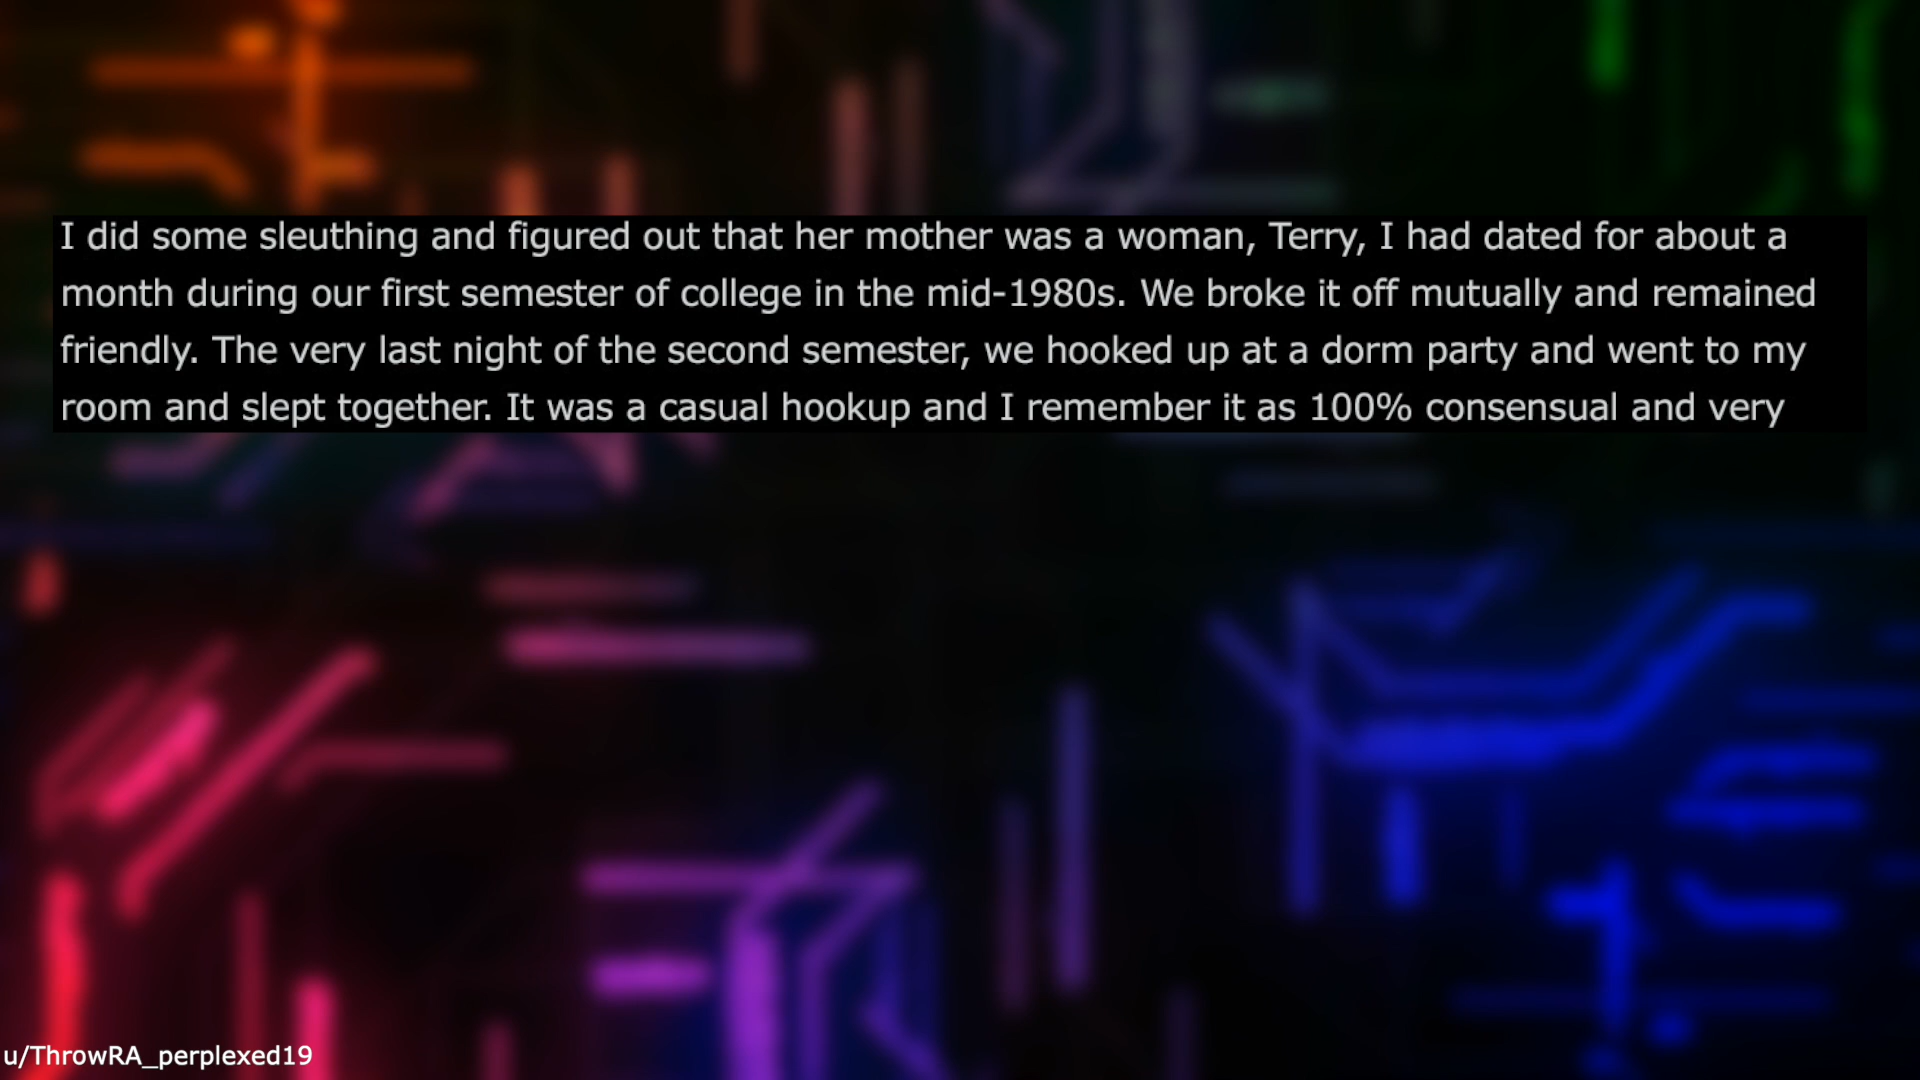 I did some sleuthing and figured out that her mother was a woman, Terry, I had dated for about a
month during our first semester of college in the mid-1980s. We broke it off mutually and remained
friendly. The very last night of the second semester, we hooked up at a dorm party and went to my
room and slept together. It was a casual hookup and I remember it as 100% consensual and very
u/ThrowRA_perplexed19